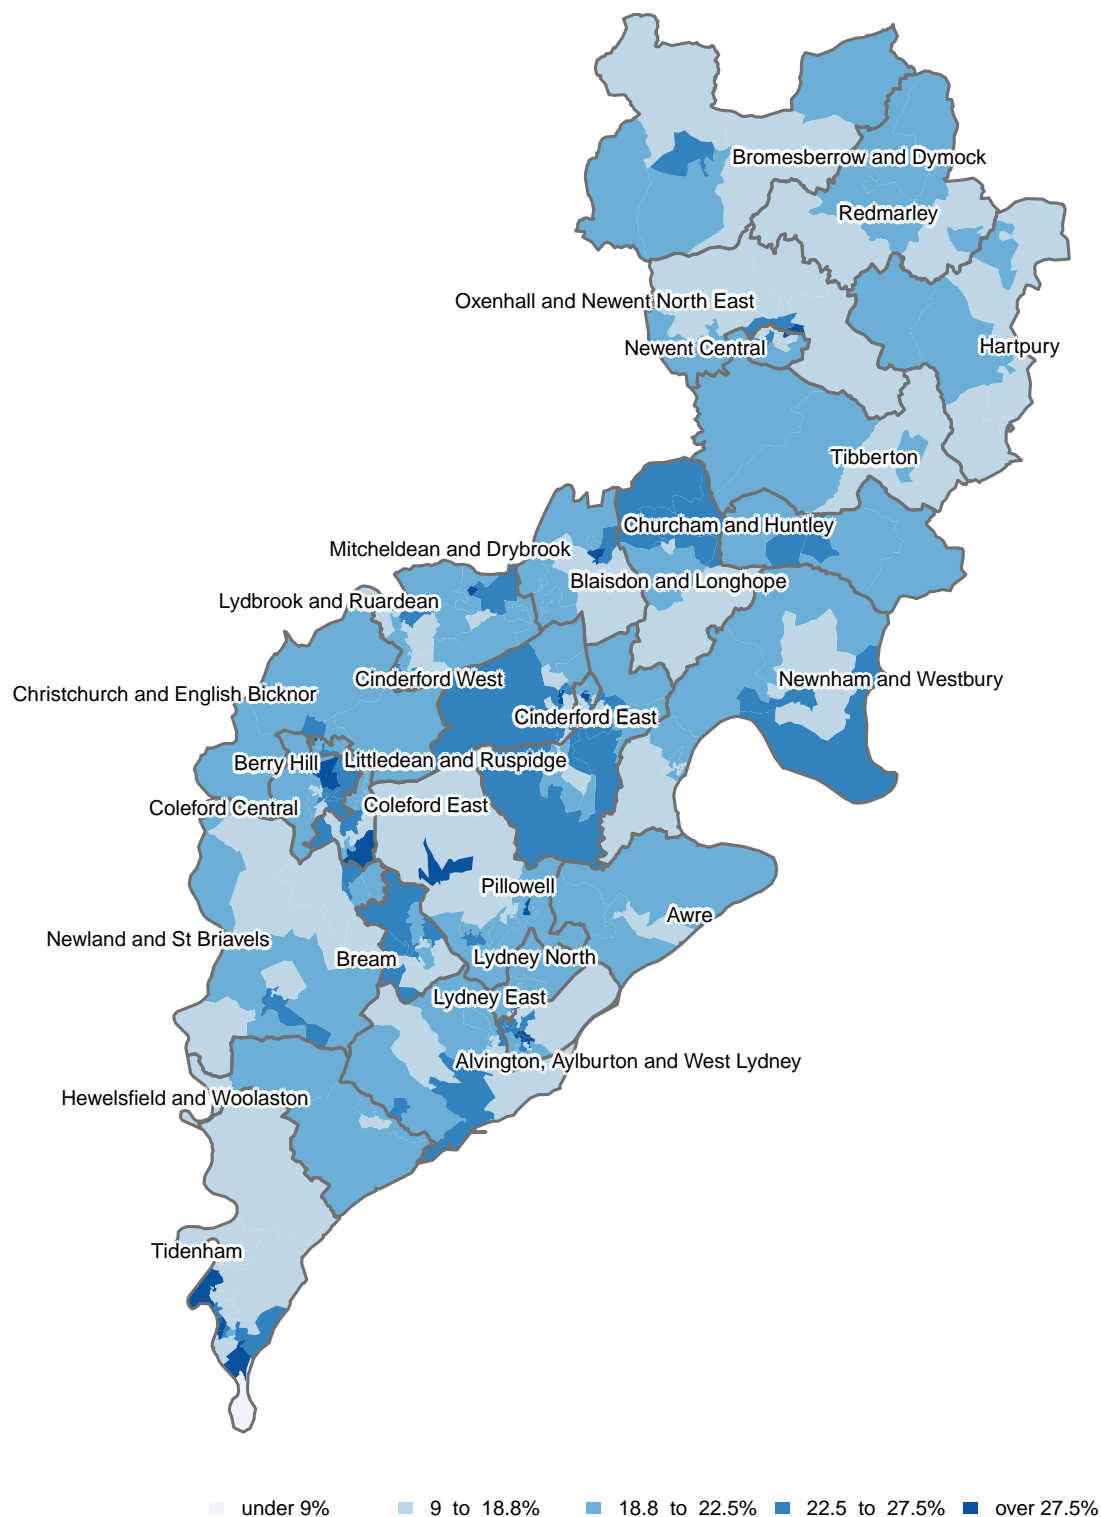 Bromesberrow and Dymock
Redmarley
Oxenhall and Newent North East
Newent Central
Hartpury
Tibberton
Churcham and Huntley
Mitcheldean and Drybrook
Blaisdon and Longhope
Lydbrook and Ruardean
Cinderford West
Newnham and Westbury
Christchurch and English Bicknor
Cinderford East
Berry Hill
Littledean and Ruspidge
Coleford Central
Coleford East
Pillowell
Awre
Newland and St Briavels
Bream
Lydney North
Lydney East
Alvington, Aylburton and West Lydney
Hewelsfield and Woolaston
Tidenham
under 9% 9 to 18.8% 18.8 to 22.5% 22.5 to 27.5% over 27.5%